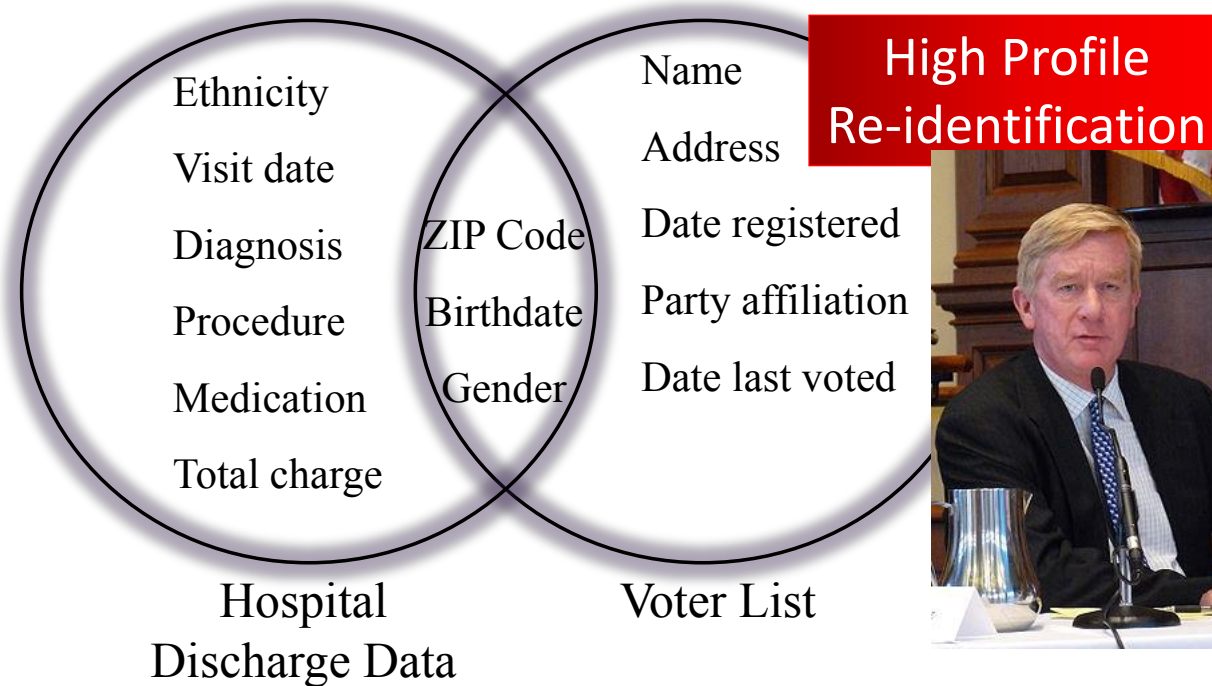 High Profile
Re-identification
Ethnicity
Visit date
Diagnosis
Procedure
Medication
Total charge
ZIP Code
Birthdate
Gender
Name
Address
Date registered
Party affiliation
Date last voted
Hospital
Discharge Data
Voter List